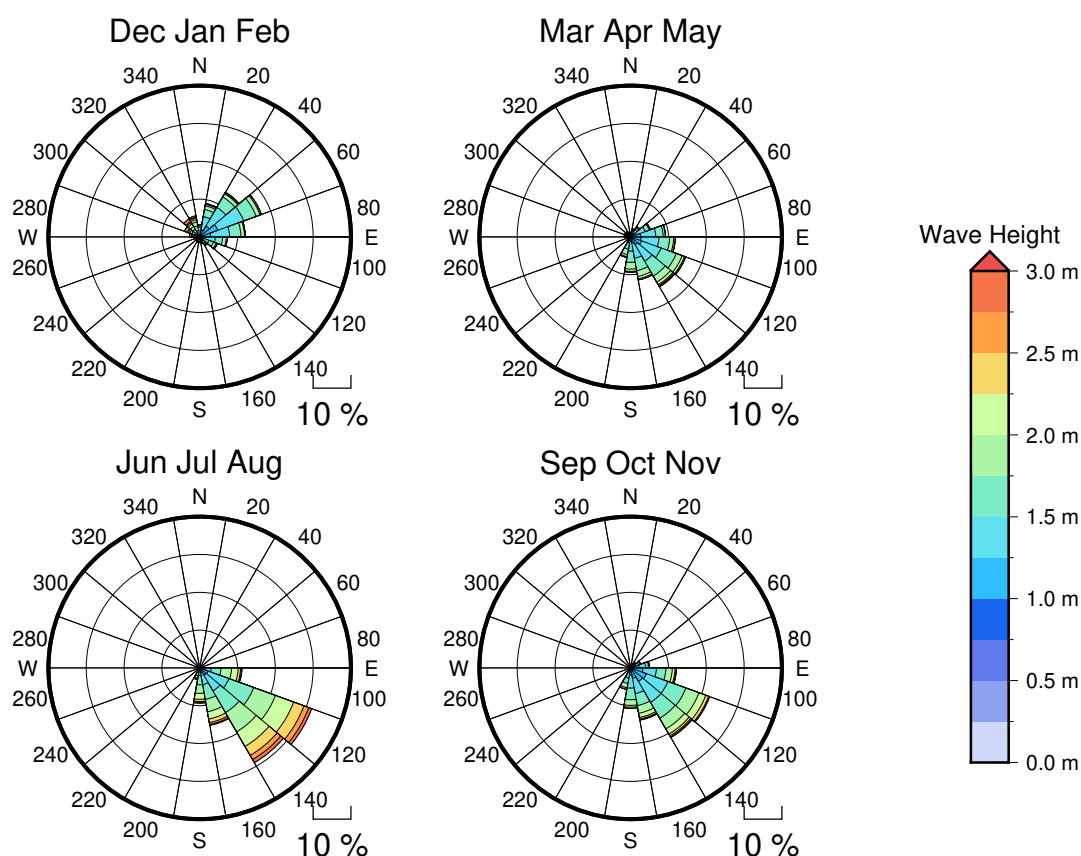 Dec Jan Feb
N
20
40
60
80
E
100
120
140
160
S
200
220
240
260
W
280
300
320
340
10 %
Mar Apr May
N
20
40
60
80
E
100
120
140
160
S
200
220
240
260
W
280
300
320
340
10 %
Jun Jul Aug
N
20
40
60
80
E
100
120
140
160
S
200
220
240
260
W
280
300
320
340
10 %
Sep Oct Nov
N
20
40
60
80
E
100
120
140
160
S
200
220
240
260
W
280
300
320
340
10 %
Wave Height
3.0 m
2.5 m
2.0 m
1.5 m
1.0 m
0.5 m
0.0 m